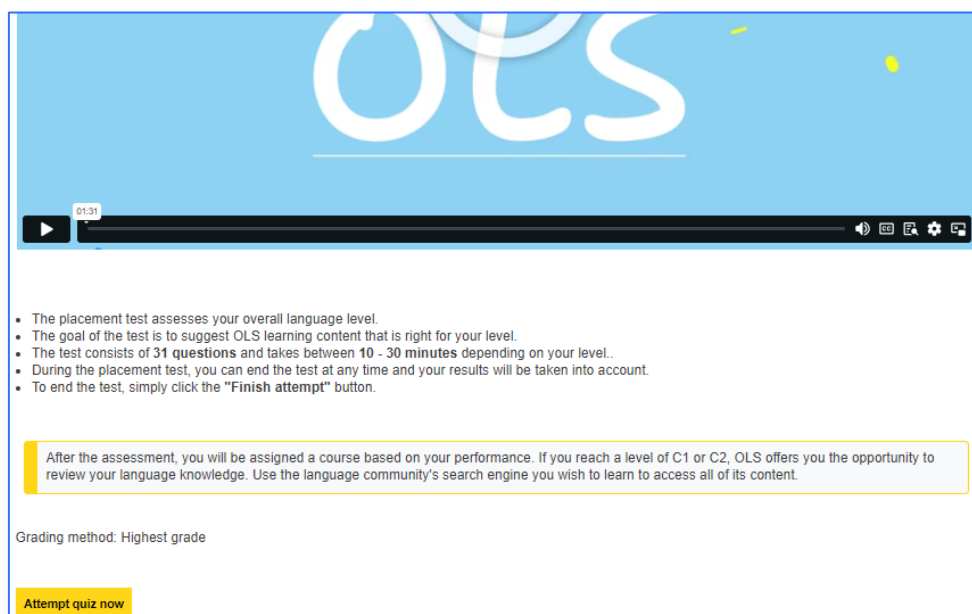 OLS
01:31
CC
The placement test assesses your overall language level.
The goal of the test is to suggest OLS learning content that is right for your level.
The test consists of 31 questions and takes between 10 - 30 minutes depending on your level..
During the placement test, you can end the test at any time and your results will be taken into account.
To end the test, simply click the "Finish attempt" button.
After the assessment, you will be assigned a course based on your performance. If you reach a level of C1 or C2, OLS offers you the opportunity to
review your language knowledge. Use the language community's search engine you wish to learn to access all of its content.
Grading method: Highest grade
Attempt quiz now